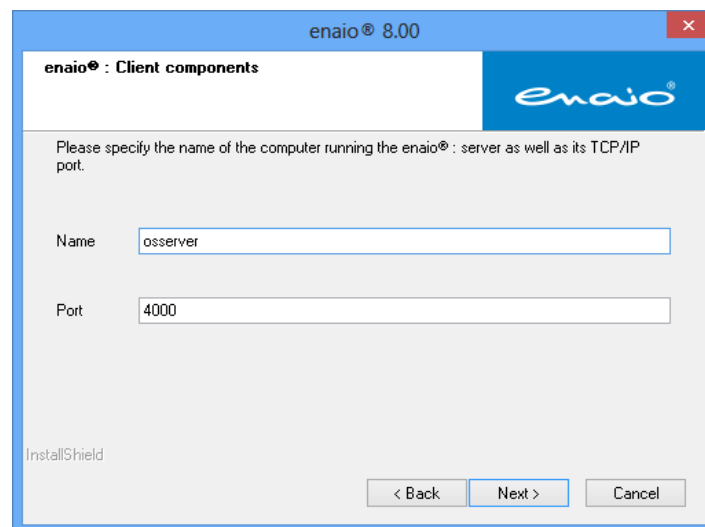 enaio® 8.00
enaio® : Client components
enaio®
Please specify the name of the computer running the enaio® : server as well as its TCP/IP
port.
Name osserver
Port 4000
InstallShield
< Back Next > Cancel